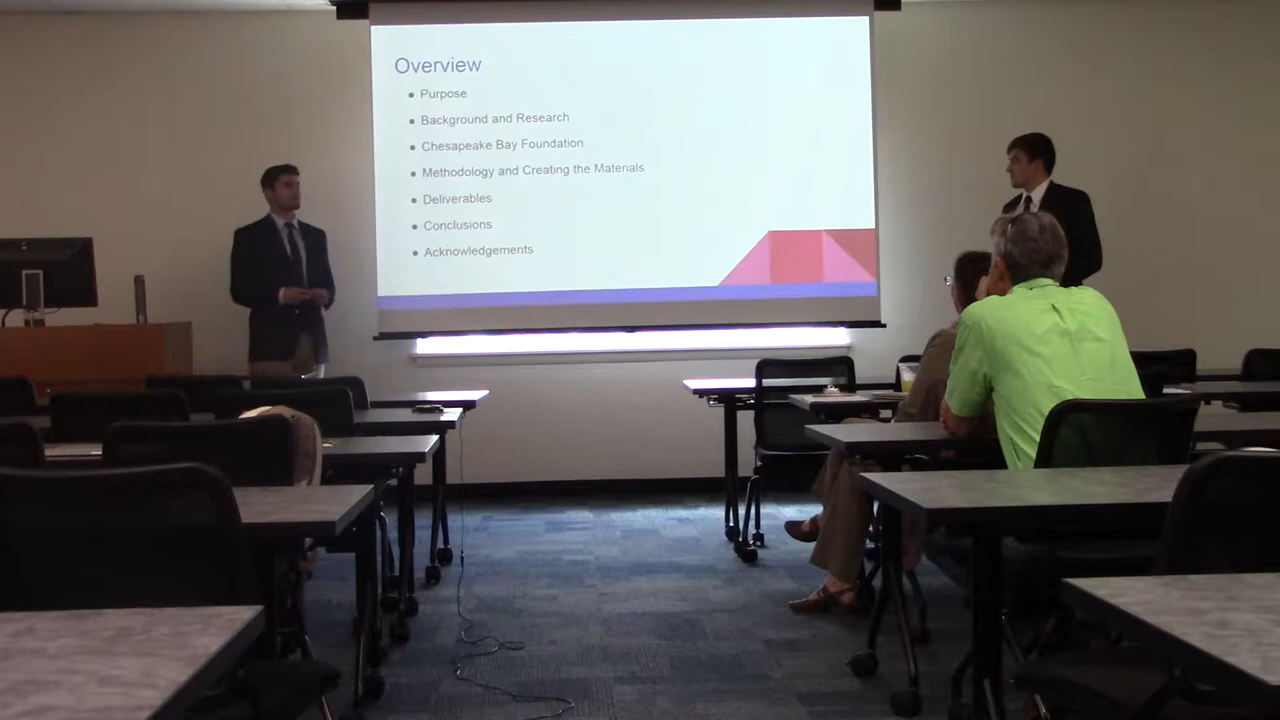 Overview
Purpose
Background and Research
Chesapeake Bay Foundation
Methodology and Creating the Materials
Deliverables
Conclusions
Acknowledgements